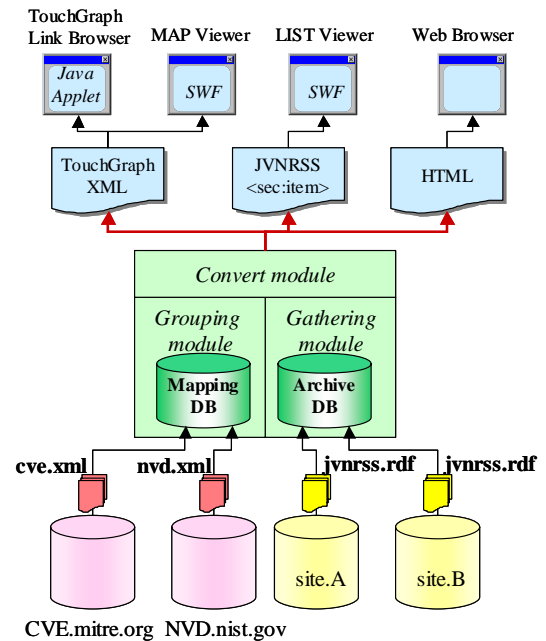 TouchGraph
Link Browser
MAP Viewer
LIST Viewer
Web Browser
Java
Applet
SWF
SWF
TouchGraph
XML
JVNRSS
<sec:item>
HTML
Convert module
Grouping
module
Gathering
module
Mapping
DB
Archive
DB
cve.xml
nvd.xml
jvnrss.rdf
jvnrss.rdf
site.A
site.B
CVE.mitre.org
NVD.nist.gov